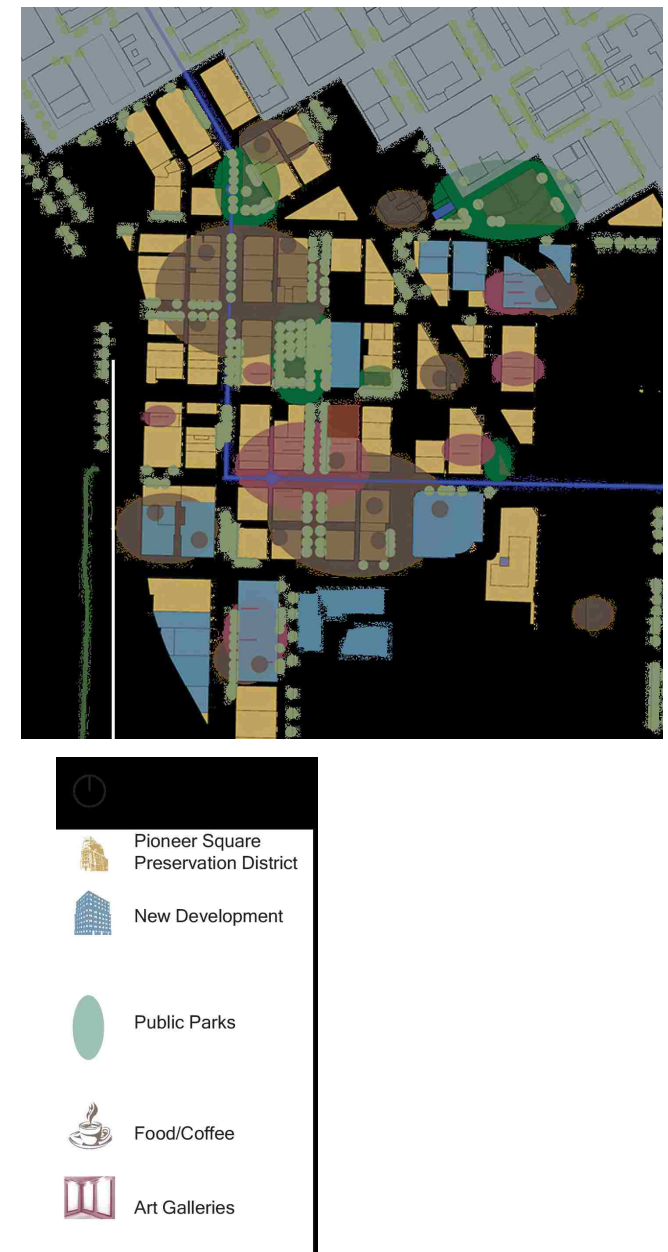 Pioneer Square
Preservation District
New Development
Public Parks
Food/Coffee
Art Galleries